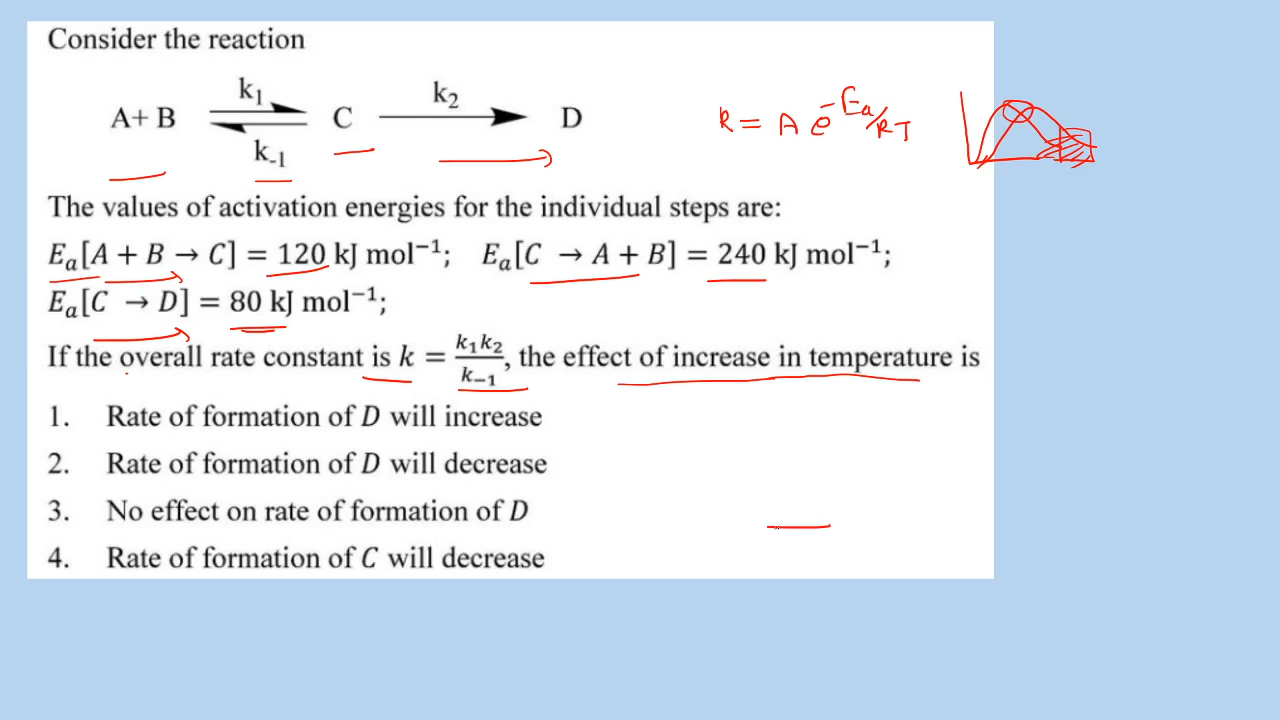 Consider the reaction
A+ B k₁ k₋₁ C k₂ D
k = A e^(-Ea/RT)
The values of activation energies for the individual steps are:
Eₐ[A + B → C] = 120 kJ mol⁻¹; Eₐ[C → A + B] = 240 kJ mol⁻¹;
Eₐ[C → D] = 80 kJ mol⁻¹;
If the overall rate constant is k = k₁k₂/k₋₁, the effect of increase in temperature is
1. Rate of formation of D will increase
2. Rate of formation of D will decrease
3. No effect on rate of formation of D
4. Rate of formation of C will decrease